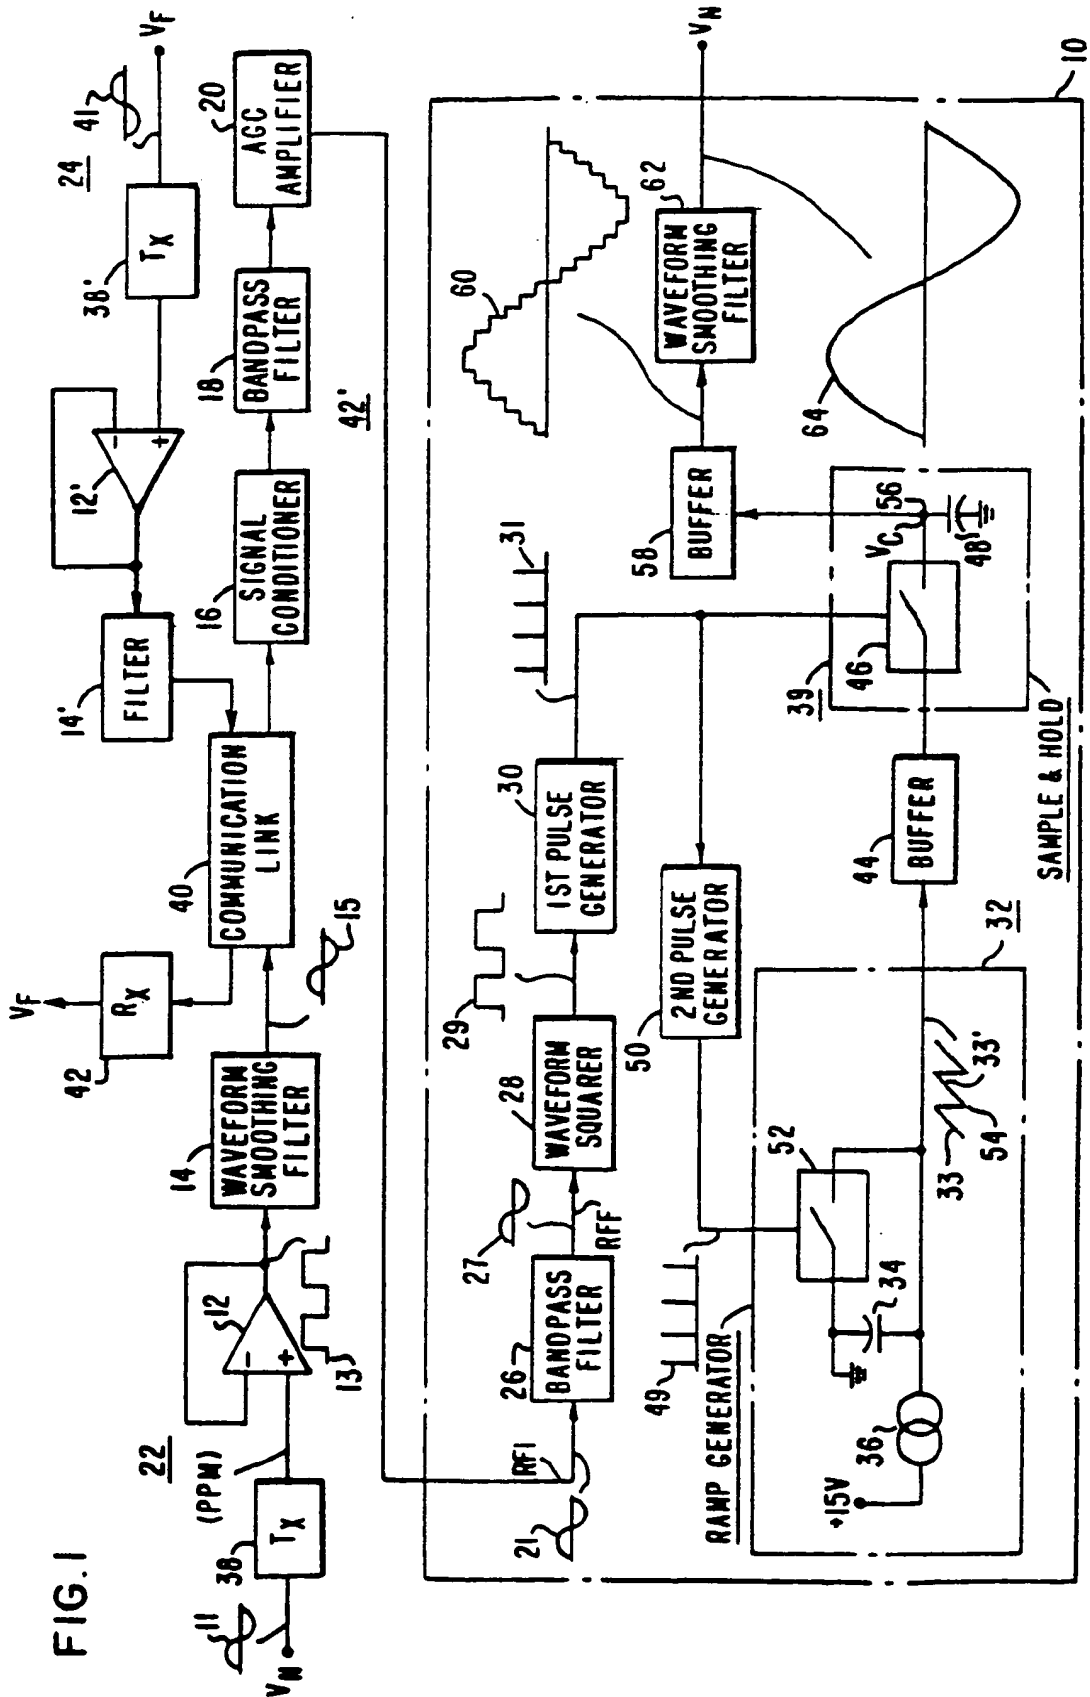 FIG. 1
22
24
11
V_N
38
T_X
(PPM)
12
-
+
13
14
WAVEFORM
SMOOTHING
FILTER
15
V_F
42
R_X
40
COMMUNICATION
LINK
14'
FILTER
12'
-
+
38'
T_X
41
V_F
16
SIGNAL
CONDITIONER
18
BANDPASS
FILTER
20
AGC
AMPLIFIER
42'
21
RFI
26
BANDPASS
FILTER
27
RFF
28
WAVEFORM
SQUARER
29
30
1ST PULSE
GENERATOR
31
49
50
2ND PULSE
GENERATOR
58
BUFFER
60
62
WAVEFORM
SMOOTHING
FILTER
V_N
64
RAMP GENERATOR
+15V
36
34
52
33
54
33'
32
44
BUFFER
39
46
V_C
56
48
SAMPLE & HOLD
10